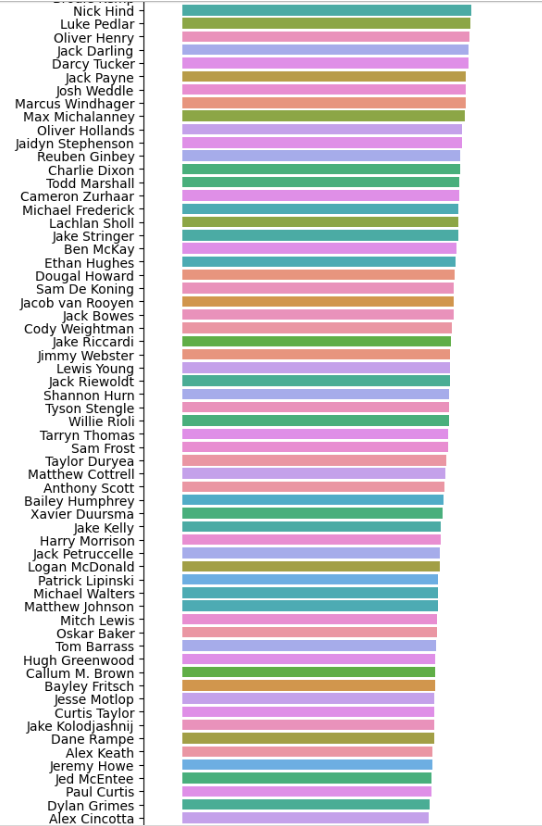 Nick Hind
Luke Pedlar
Oliver Henry
Jack Darling
Darcy Tucker
Jack Payne
Josh Weddle
Marcus Windhager
Max Michalanney
Oliver Hollands
Jaidyn Stephenson
Reuben Ginbey
Charlie Dixon
Todd Marshall
Cameron Zurhaar
Michael Frederick
Lachlan Sholl
Jake Stringer
Ben McKay
Ethan Hughes
Dougal Howard
Sam De Koning
Jacob van Rooyen
Jack Bowes
Cody Weightman
Jake Riccardi
Jimmy Webster
Lewis Young
Jack Riewoldt
Shannon Hurn
Tyson Stengle
Willie Rioli
Tarryn Thomas
Sam Frost
Taylor Duryea
Matthew Cottrell
Anthony Scott
Bailey Humphrey
Xavier Duursma
Jake Kelly
Harry Morrison
Jack Petruccelle
Logan McDonald
Patrick Lipinski
Michael Walters
Matthew Johnson
Mitch Lewis
Oskar Baker
Tom Barrass
Hugh Greenwood
Callum M. Brown
Bayley Fritsch
Jesse Motlop
Curtis Taylor
Jake Kolodjashnij
Dane Rampe
Alex Keath
Jeremy Howe
Jed McEntee
Paul Curtis
Dylan Grimes
Alex Cincotta